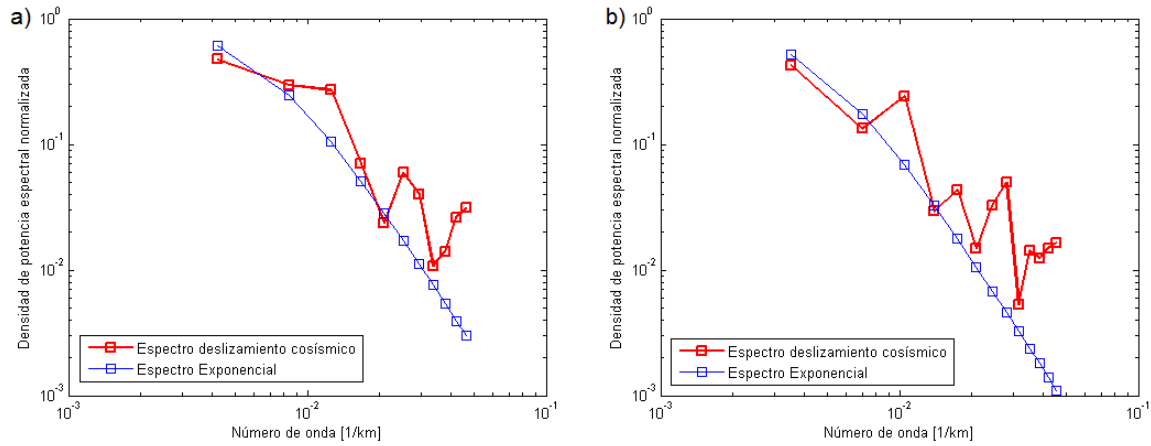 a)
10^0
10^-1
10^-2
10^-3
Densidad de potencia espectral normalizada
Espectro deslizamiento cosísmico
Espectro Exponencial
10^-3
10^-2
10^-1
Número de onda [1/km]
b)
10^0
10^-1
10^-2
10^-3
Densidad de potencia espectral normalizada
Espectro deslizamiento cosísmico
Espectro Exponencial
10^-3
10^-2
10^-1
Número de onda [1/km]